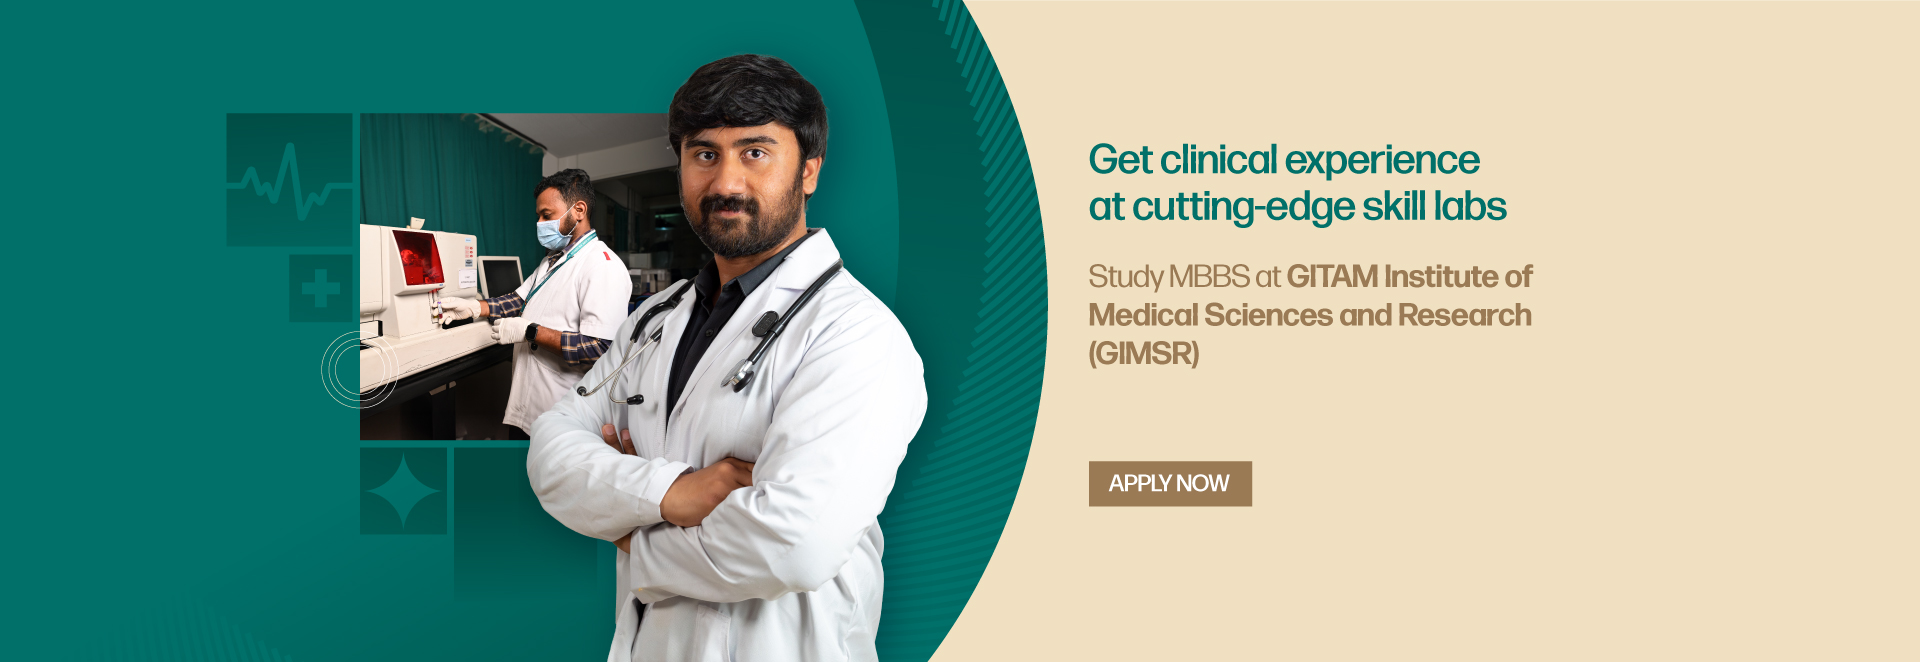 Get clinical experience
at cutting-edge skill labs
Study MBBS at GITAM Institute of
Medical Sciences and Research
(GIMSR)
APPLY NOW